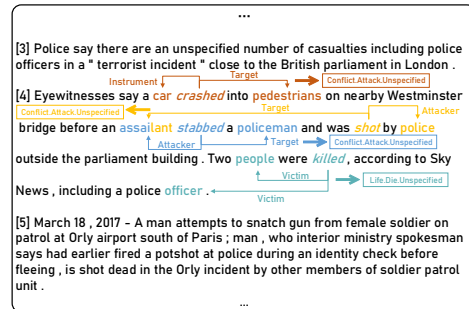 ...
[3] Police say there are an unspecified number of casualties including police
officers in a " terrorist incident " close to the British parliament in London .
Instrument Target Conflict.Attack.Unspecified
[4] Eyewitnesses say a car crashed into pedestrians on nearby Westminster
Conflict.Attack.Unspecified Target Attacker
bridge before an assailant stabbed a policeman and was shot by police
Attacker Target Conflict.Attack.Unspecified
outside the parliament building . Two people were killed , according to Sky
Victim Life.Die.Unspecified
News , including a police officer .
Victim
[5] March 18 , 2017 - A man attempts to snatch gun from female soldier on
patrol at Orly airport south of Paris ; man , who interior ministry spokesman
says had earlier fired a potshot at police during an identity check before
fleeing , is shot dead in the Orly incident by other members of soldier patrol
unit .
...